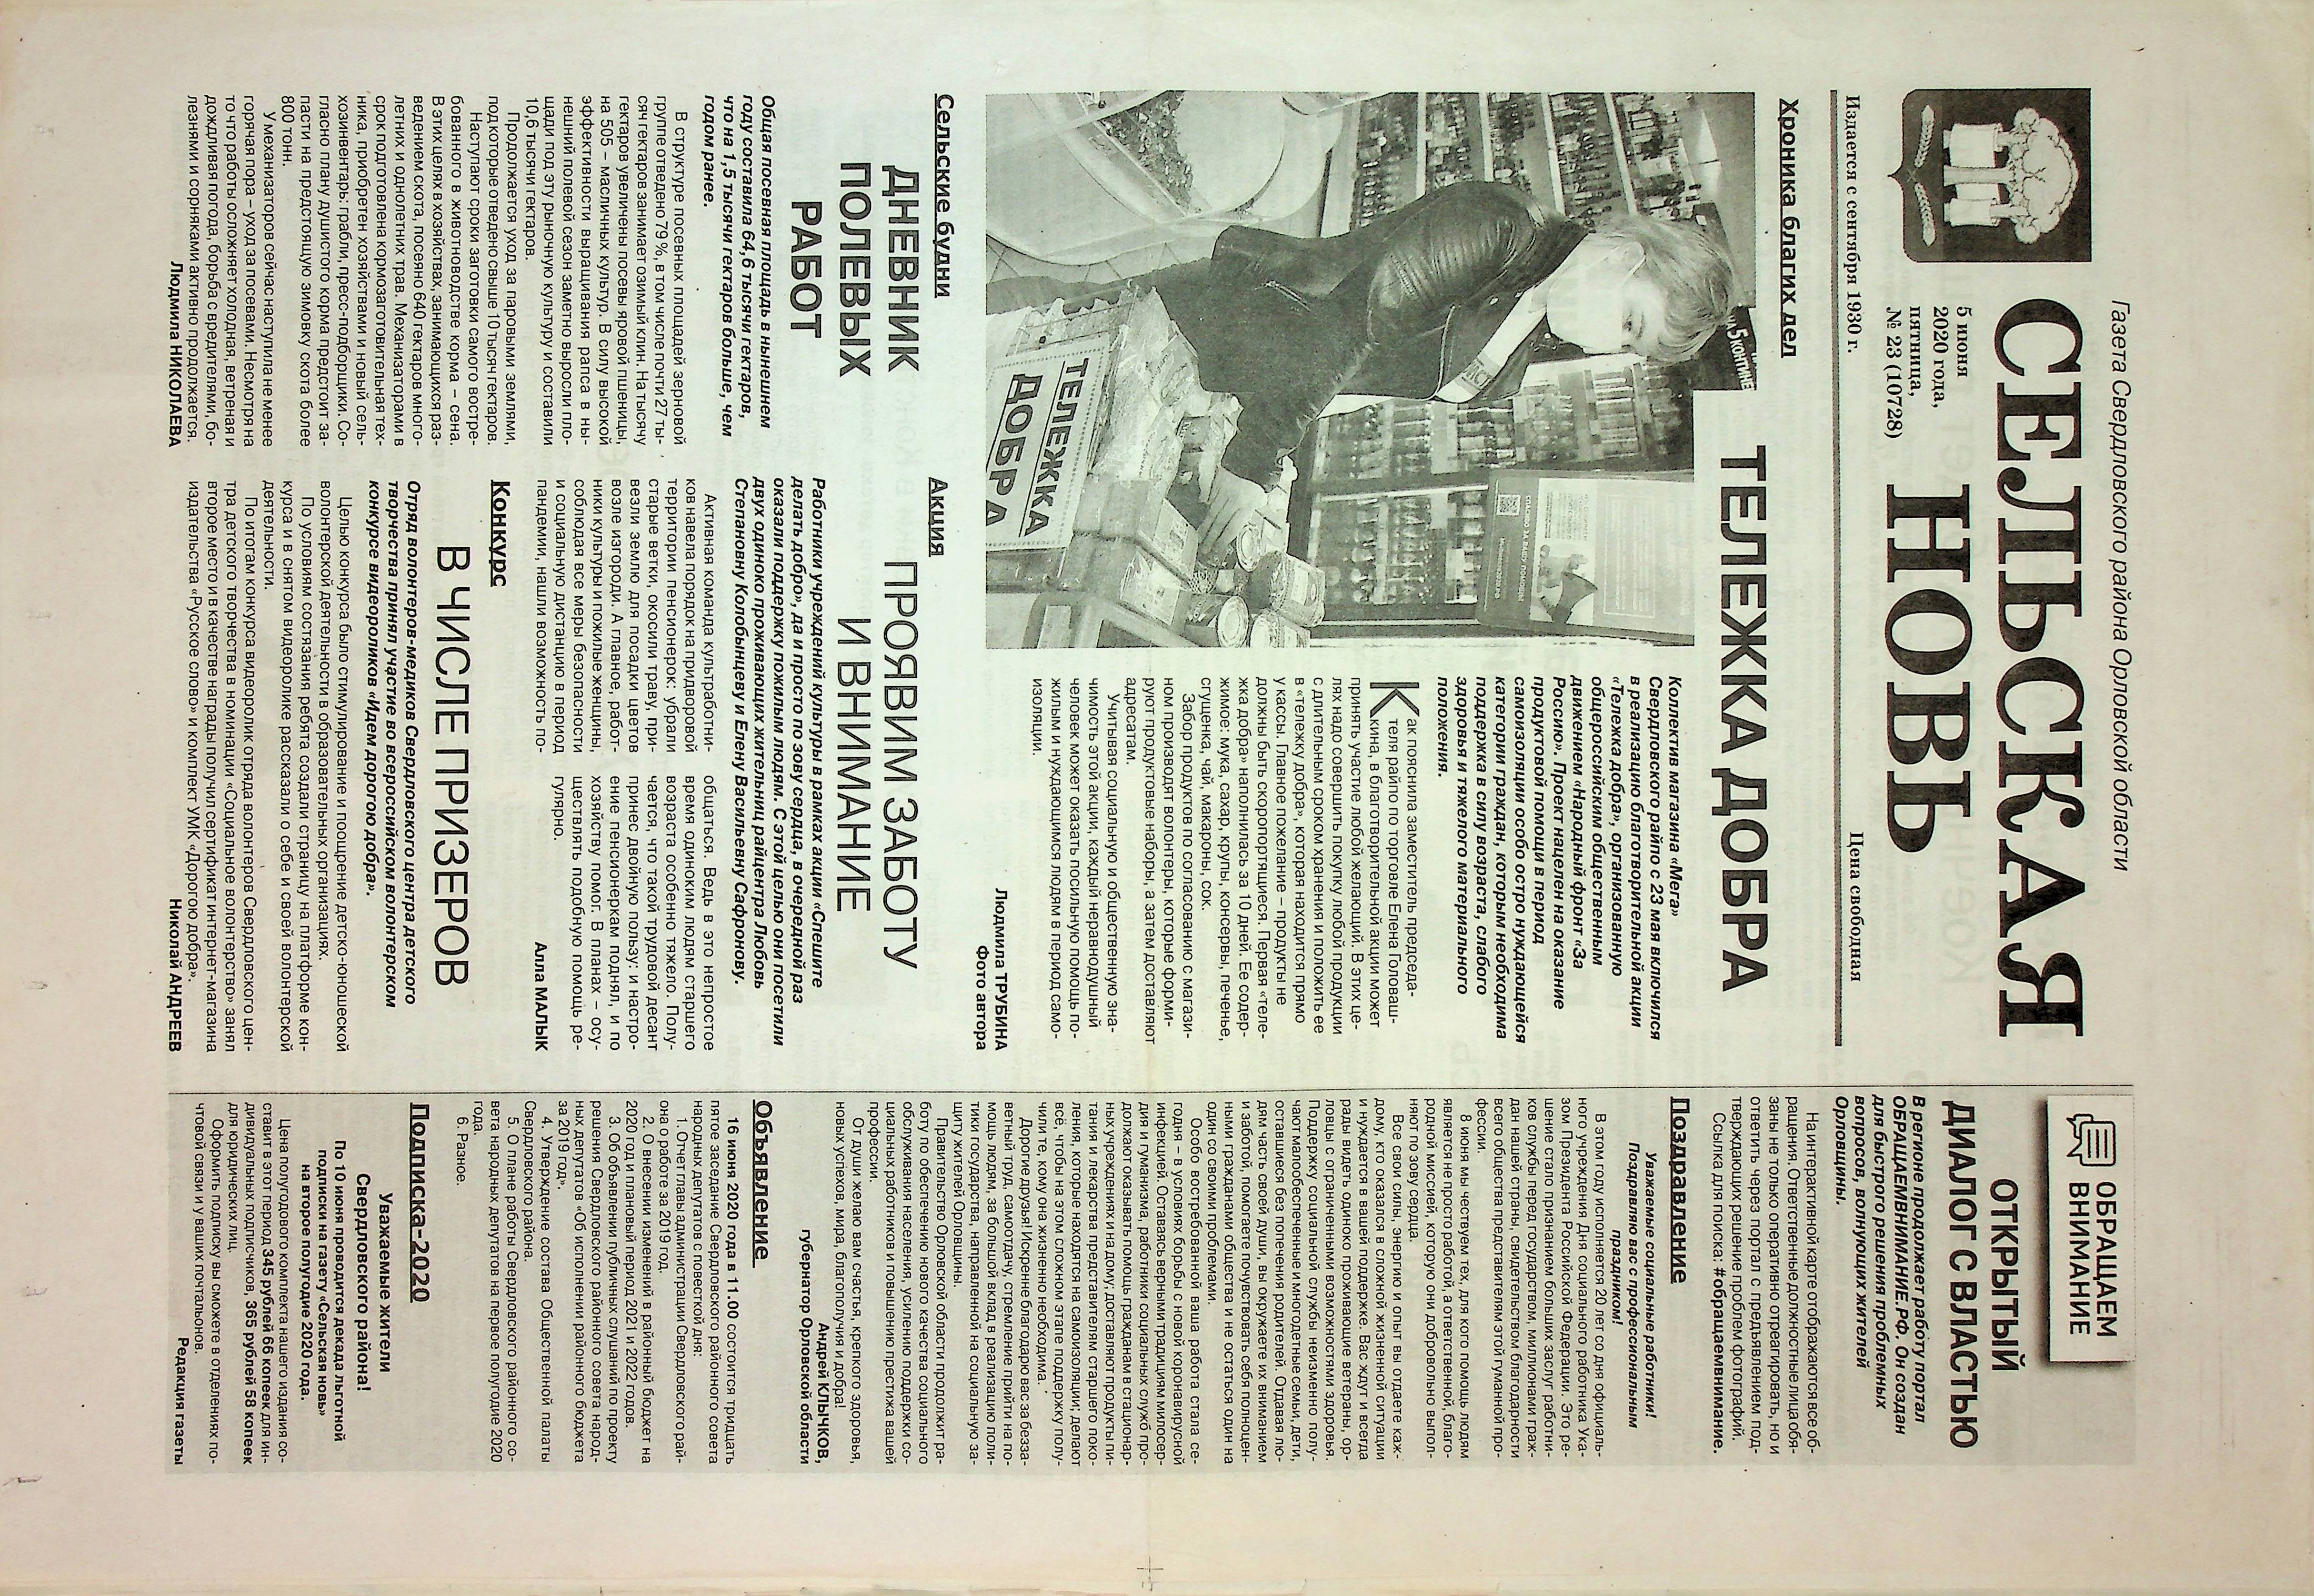 Газета Свердловского района Орловской области
СЕЛЬСКАЯ
НОВЬ
5 июня
2020 года,
пятница,
№ 23 (10728)
Издается с сентября 1930 г.
Цена свободная
Хроника благих дел
ТЕЛЕЖКА ДОБРА
НА 5 КОНТИНЕ
СПАСИБО ЗА ВАШУ ПОМОЩЬ!
ТЕЛЕЖКА
ДОБРА
Коллектив магазина «Мега»
Свердловского райпо с 23 мая включился
в реализацию благотворительной акции
«Тележка добра», организованную
общероссийским общественным
движением «Народный фронт «За
Россию». Проект нацелен на оказание
продуктовой помощи в период
самоизоляции особо остро нуждающейся
категории граждан, которым необходима
поддержка в силу возраста, слабого
здоровья и тяжелого материального
положения.
Как пояснила заместитель председа-
теля райпо по торговле Елена Головаш-
кина, в благотворительной акции может
принять участие любой желающий. В этих це-
лях надо совершить покупку любой продукции
с длительным сроком хранения и положить ее
в «тележку добра», которая находится прямо
у кассы. Главное пожелание – продукты не
должны быть скоропортящиеся. Первая «теле-
жка добра» наполнилась за 10 дней. Ее содер-
жимое: мука, сахар, крупы, консервы, печенье,
сгущенка, чай, макароны, сок.
Забор продуктов по согласованию с магази-
ном производят волонтеры, которые форми-
руют продуктовые наборы, а затем доставляют
адресатам.
Учитывая социальную и общественную зна-
чимость этой акции, каждый неравнодушный
человек может оказать посильную помощь по-
жилым и нуждающимся людям в период само-
изоляции.
Людмила ТРУБИНА
Фото автора
Сельские будни
ДНЕВНИК
ПОЛЕВЫХ
РАБОТ
Общая посевная площадь в нынешнем
году составила 64,6 тысячи гектаров,
что на 1,5 тысячи гектаров больше, чем
годом ранее.
В структуре посевных площадей зерновой
группе отведено 79 %, в том числе почти 27 ты-
сяч гектаров занимает озимый клин. На тысячу
гектаров увеличены посевы яровой пшеницы,
на 505 – масличных культур. В силу высокой
эффективности выращивания рапса в ны-
нешний полевой сезон заметно выросли пло-
щади под эту рыночную культуру и составили
10,6 тысячи гектаров.
Продолжается уход за паровыми землями,
под которые отведено свыше 10 тысяч гектаров.
Наступают сроки заготовки самого востре-
бованного в животноводстве корма – сена.
В этих целях в хозяйствах, занимающихся раз-
ведением скота, посеяно 640 гектаров много-
летних и однолетних трав. Механизаторами в
срок подготовлена кормозаготовительная тех-
ника, приобретен хозяйствами и новый сель-
хозинвентарь: грабли, пресс-подборщики. Со-
гласно плану душистого корма предстоит за-
пасти на предстоящую зимовку скота более
800 тонн.
У механизаторов сейчас наступила не менее
горячая пора – уход за посевами. Несмотря на
то что работы осложняет холодная, ветреная и
дождливая погода, борьба с вредителями, бо-
лезнями и сорняками активно продолжается.
Людмила НИКОЛАЕВА
Акция
ПРОЯВИМ ЗАБОТУ
И ВНИМАНИЕ
Работники учреждений культуры в рамках акции «Спешите
делать добро», да и просто по зову сердца, в очередной раз
оказали поддержку пожилым людям. С этой целью они посетили
двух одиноко проживающих жительниц райцентра Любовь
Степановну Колобынцеву и Елену Васильевну Сафронову.
Активная команда культработни-
ков навела порядок на придворовой
территории пенсионерок: убрали
старые ветки, окосили траву, при-
везли землю для посадки цветов
возле изгороди. А главное, работ-
ники культуры и пожилые женщины,
соблюдая все меры безопасности
и социальную дистанцию в период
пандемии, нашли возможность по-
общаться. Ведь в это непростое
время одиноким людям старшего
возраста особенно тяжело. Полу-
чается, что такой трудовой десант
принес двойную пользу: и настро-
ение пенсионеркам поднял, и по
хозяйству помог. В планах – осу-
ществлять подобную помощь ре-
гулярно.
Алла МАЛЫК
Конкурс
В ЧИСЛЕ ПРИЗЕРОВ
Отряд волонтеров-медиков Свердловского центра детского
творчества принял участие во всероссийском волонтерском
конкурсе видеороликов «Идем дорогою добра».
Целью конкурса было стимулирование и поощрение детско-юношеской
волонтерской деятельности в образовательных организациях.
По условиям состязания ребята создали страницу на платформе кон-
курса и в снятом видеоролике рассказали о себе и своей волонтерской
деятельности.
По итогам конкурса видеоролик отряда волонтеров Свердловского цен-
тра детского творчества в номинации «Социальное волонтерство» занял
второе место и в качестве награды получил сертификат интернет-магазина
издательства «Русское слово» и комплект УМК «Дорогою добра».
Николай АНДРЕЕВ
ОБРАЩАЕМ
ВНИМАНИЕ
ОТКРЫТЫЙ
ДИАЛОГ С ВЛАСТЬЮ
В регионе продолжает работу портал
ОБРАЩАЕМВНИМАНИЕ.РФ. Он создан
для быстрого решения проблемных
вопросов, волнующих жителей
Орловщины.
На интерактивной карте отображаются все об-
ращения. Ответственные должностные лица обя-
заны не только оперативно отреагировать, но и
ответить через портал с предъявлением под-
тверждающих решение проблем фотографий.
Ссылка для поиска: #обращаемвнимание.
Поздравление
Уважаемые социальные работники!
Поздравляю вас с профессиональным
праздником!
В этом году исполняется 20 лет со дня официаль-
ного учреждения Дня социального работника Ука-
зом Президента Российской Федерации. Это ре-
шение стало признанием больших заслуг работни-
ков службы перед государством, миллионами граж-
дан нашей страны, свидетельством благодарности
всего общества представителям этой гуманной про-
фессии.
8 июня мы чествуем тех, для кого помощь людям
является не просто работой, а ответственной, благо-
родной миссией, которую они добровольно выпол-
няют по зову сердца.
Все свои силы, энергию и опыт вы отдаете каж-
дому, кто оказался в сложной жизненной ситуации
и нуждается в вашей поддержке. Вас ждут и всегда
рады видеть одиноко проживающие ветераны, ор-
ловцы с ограниченными возможностями здоровья.
Поддержку социальной службы неизменно полу-
чают малообеспеченные и многодетные семьи, дети,
оставшиеся без попечения родителей. Отдавая лю-
дям часть своей души, вы окружаете их вниманием
и заботой, помогаете почувствовать себя полноцен-
ными гражданами общества и не остаться один на
один со своими проблемами.
Особо востребованной ваша работа стала се-
годня – в условиях борьбы с новой коронавирусной
инфекцией. Оставаясь верными традициям милосер-
дия и гуманизма, работники социальных служб про-
должают оказывать помощь гражданам в стационар-
ных учреждениях и на дому, доставляют продукты пи-
тания и лекарства представителям старшего поко-
ления, которые находятся на самоизоляции; делают
всё, чтобы на этом сложном этапе поддержку полу-
чили те, кому она жизненно необходима.
Дорогие друзья! Искренне благодарю вас за безза-
ветный труд, самоотдачу, стремление прийти на по-
мощь людям, за большой вклад в реализацию поли-
тики государства, направленной на социальную за-
щиту жителей Орловщины.
Правительство Орловской области продолжит ра-
боту по обеспечению нового качества социального
обслуживания населения, усилению поддержки со-
циальных работников и повышению престижа вашей
профессии.
От души желаю вам счастья, крепкого здоровья,
новых успехов, мира, благополучия и добра!
Андрей КЛЫЧКОВ,
губернатор Орловской области
Объявление
16 июня 2020 года в 11.00 состоится тридцать
пятое заседание Свердловского районного совета
народных депутатов с повесткой дня:
1. Отчет главы администрации Свердловского рай-
она о работе за 2019 год.
2. О внесении изменений в районный бюджет на
2020 год и плановый период 2021 и 2022 годов.
3. Об объявлении публичных слушаний по проекту
решения Свердловского районного совета народ-
ных депутатов «Об исполнении районного бюджета
за 2019 год».
4. Утверждение состава Общественной палаты
Свердловского района.
5. О плане работы Свердловского районного со-
вета народных депутатов на первое полугодие 2020
года.
6. Разное.
Подписка-2020
Уважаемые жители
Свердловского района!
По 10 июня проводится декада льготной
подписки на газету «Сельская новь»
на второе полугодие 2020 года.
Цена полугодового комплекта нашего издания со-
ставит в этот период 345 рублей 66 копеек для ин-
дивидуальных подписчиков, 365 рублей 58 копеек
для юридических лиц.
Оформить подписку вы сможете в отделениях по-
чтовой связи и у ваших почтальонов.
Редакция газеты